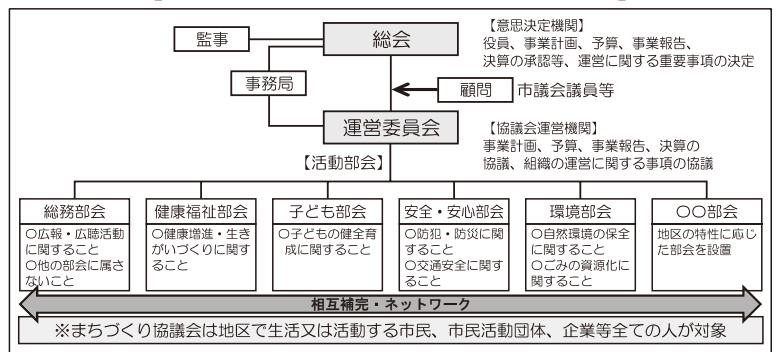 監事
総会
【意思決定機関】
役員、事業計画、予算、事業報告、
決算の承認等、運営に関する重要事項の決定
事務局
顧問
市議会議員等
運営委員会
【協議会運営機関】
事業計画、予算、事業報告、決算の
協議、組織の運営に関する事項の協議
【活動部会】
総務部会
○広報・広聴活動
に関すること
○他の部会に属さ
ないこと
健康福祉部会
○健康増進・生き
がいづくりに関す
ること
子ども部会
○子どもの健全育
成に関すること
安全・安心部会
○防犯・防災に関
すること
○交通安全に関す
ること
環境部会
○自然環境の保全
に関すること
○ごみの資源化に
関すること
○○部会
地区の特性に応じ
た部会を設置
相互補完・ネットワーク
※まちづくり協議会は地区で生活又は活動する市民、市民活動団体、企業等全ての人が対象